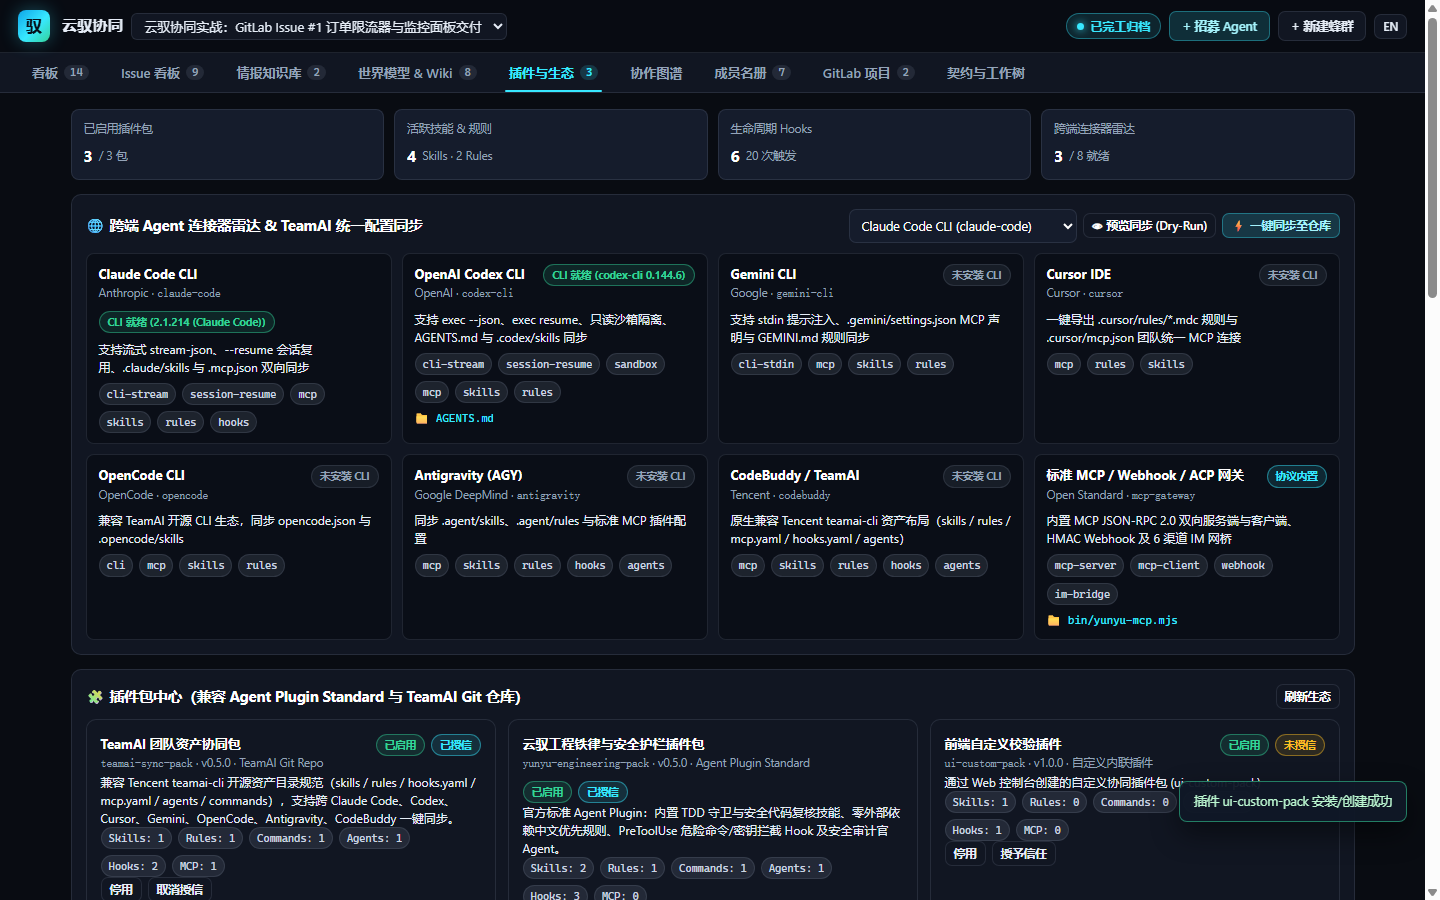 驭 云驭协同 云驭协同实战：GitLab Issue #1 订单限流器与监控面板交付 已完工归档 + 招募 Agent + 新建蜂群 EN
看板 14 Issue 看板 9 情报知识库 2 世界模型 & Wiki 8 插件与生态 3 协作图谱 成员名册 7 GitLab 项目 2 契约与工作树
已启用插件包
3 / 3 包
活跃技能 & 规则
4 Skills · 2 Rules
生命周期 Hooks
6 20 次触发
跨端连接器雷达
3 / 8 就绪
跨端 Agent 连接器雷达 & TeamAI 统一配置同步
Claude Code CLI (claude-code) 预览同步 (Dry-Run) 一键同步至仓库
Claude Code CLI
Anthropic · claude-code
CLI 就绪 (2.1.214 (Claude Code))
支持流式 stream-json、--resume 会话复
用、.claude/skills 与 .mcp.json 双向同步
cli-stream session-resume mcp
skills rules hooks
OpenAI Codex CLI CLI 就绪 (codex-cli 0.144.6)
OpenAI · codex-cli
支持 exec --json、exec resume、只读沙箱隔离、
AGENTS.md 与 .codex/skills 同步
cli-stream session-resume sandbox
mcp skills rules
AGENTS.md
Gemini CLI 未安装 CLI
Google · gemini-cli
支持 stdin 提示注入、.gemini/settings.json MCP 声
明与 GEMINI.md 规则同步
cli-stdin mcp skills rules
Cursor IDE 未安装 CLI
Cursor · cursor
一键导出 .cursor/rules/*.mdc 规则与
.cursor/mcp.json 团队统一 MCP 连接
mcp rules skills
OpenCode CLI 未安装 CLI
OpenCode · opencode
兼容 TeamAI 开源 CLI 生态，同步 opencode.json 与
.opencode/skills
cli mcp skills rules
Antigravity (AGY) 未安装 CLI
Google DeepMind · antigravity
同步 .agent/skills、.agent/rules 与标准 MCP 插件配
置
mcp skills rules hooks agents
CodeBuddy / TeamAI 未安装 CLI
Tencent · codebuddy
原生兼容 Tencent teamai-cli 资产布局（skills / rules /
mcp.yaml / hooks.yaml / agents）
mcp skills rules hooks agents
标准 MCP / Webhook / ACP 网关 协议内置
Open Standard · mcp-gateway
内置 MCP JSON-RPC 2.0 双向服务端与客户端、
HMAC Webhook 及 6 渠道 IM 网桥
mcp-server mcp-client webhook
im-bridge
bin/yunyu-mcp.mjs
插件包中心（兼容 Agent Plugin Standard 与 TeamAI Git 仓库） 刷新生态
TeamAI 团队资产协同包 已启用 已授信
teamai-sync-pack · v0.5.0 · TeamAI Git Repo
兼容 Tencent teamai-cli 开源资产目录规范（skills / rules / hooks.yaml /
mcp.yaml / agents / commands），支持跨 Claude Code、Codex、
Cursor、Gemini、OpenCode、Antigravity、CodeBuddy 一键同步。
Skills: 1 Rules: 1 Commands: 1 Agents: 1
Hooks: 2 MCP: 1
停用 取消授信
云驭工程铁律与安全护栏插件包
yunyu-engineering-pack · v0.5.0 · Agent Plugin Standard
已启用 已授信
官方标准 Agent Plugin：内置 TDD 守卫与安全代码复核技能、零外部依
赖中文优先规则、PreToolUse 危险命令/密钥拦截 Hook 及安全审计官
Agent。
Skills: 2 Rules: 1 Commands: 1 Agents: 1
Hooks: 3 MCP: 0
前端自定义校验插件 已启用 未授信
ui-custom-pack · v1.0.0 · 自定义内联插件
通过 Web 控制台创建的自定义协同插件包 (ui-custom-pack)
Skills: 1 Rules: 0 Commands: 0
Hooks: 1 MCP: 0
停用 授予信任
插件 ui-custom-pack 安装/创建成功